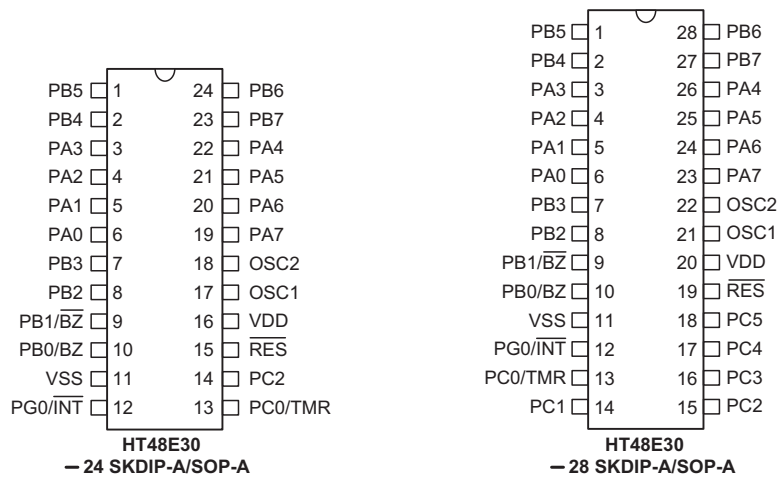 PB5 1 24 PB6
PB4 2 23 PB7
PA3 3 22 PA4
PA2 4 21 PA5
PA1 5 20 PA6
PA0 6 19 PA7
PB3 7 18 OSC2
PB2 8 17 OSC1
PB1/B̅Z̅ 9 16 VDD
PB0/BZ 10 15 R̅E̅S̅
VSS 11 14 PC2
PG0/I̅N̅T̅ 12 13 PC0/TMR
HT48E30
– 24 SKDIP-A/SOP-A
PB5 1 28 PB6
PB4 2 27 PB7
PA3 3 26 PA4
PA2 4 25 PA5
PA1 5 24 PA6
PA0 6 23 PA7
PB3 7 22 OSC2
PB2 8 21 OSC1
PB1/B̅Z̅ 9 20 VDD
PB0/BZ 10 19 R̅E̅S̅
VSS 11 18 PC5
PG0/I̅N̅T̅ 12 17 PC4
PC0/TMR 13 16 PC3
PC1 14 15 PC2
HT48E30
– 28 SKDIP-A/SOP-A